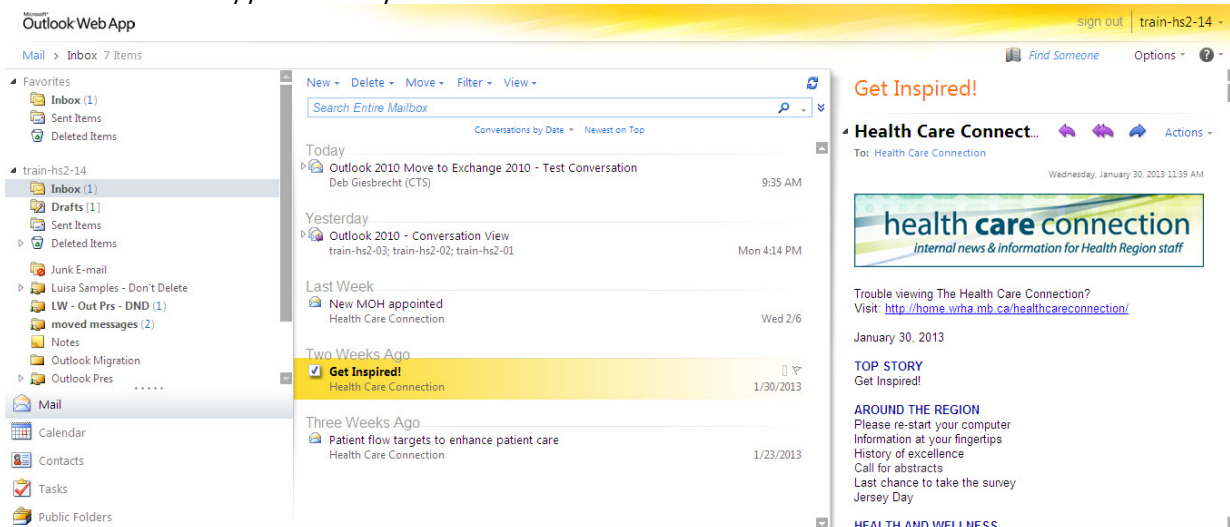 Microsoft
Outlook Web App
sign out train-hs2-14
Mail > Inbox 7 Items
Find Someone Options
Favorites
Inbox (1)
Sent Items
Deleted Items
train-hs2-14
Inbox (1)
Drafts [1]
Sent Items
Deleted Items
Junk E-mail
Luisa Samples - Don't Delete
LW - Out Prs - DND (1)
moved messages (2)
Notes
Outlook Migration
Outlook Pres
Mail
Calendar
Contacts
Tasks
Public Folders
New Delete Move Filter View
Search Entire Mailbox
Conversations by Date Newest on Top
Today
Outlook 2010 Move to Exchange 2010 - Test Conversation
Deb Giesbrecht (CTS) 9:35 AM
Yesterday
Outlook 2010 - Conversation View
train-hs2-03; train-hs2-02; train-hs2-01 Mon 4:14 PM
Last Week
New MOH appointed
Health Care Connection Wed 2/6
Two Weeks Ago
Get Inspired!
Health Care Connection 1/30/2013
Three Weeks Ago
Patient flow targets to enhance patient care
Health Care Connection 1/23/2013
Get Inspired!
Health Care Connect... Actions
To: Health Care Connection
Wednesday, January 30, 2013 11:39 AM
health care connection
internal news & information for Health Region staff
Trouble viewing The Health Care Connection?
Visit: http://home.wrha.mb.ca/healthcareconnection/
January 30, 2013
TOP STORY
Get Inspired!
AROUND THE REGION
Please re-start your computer
Information at your fingertips
History of excellence
Call for abstracts
Last chance to take the survey
Jersey Day
HEALTH AND WELLNESS